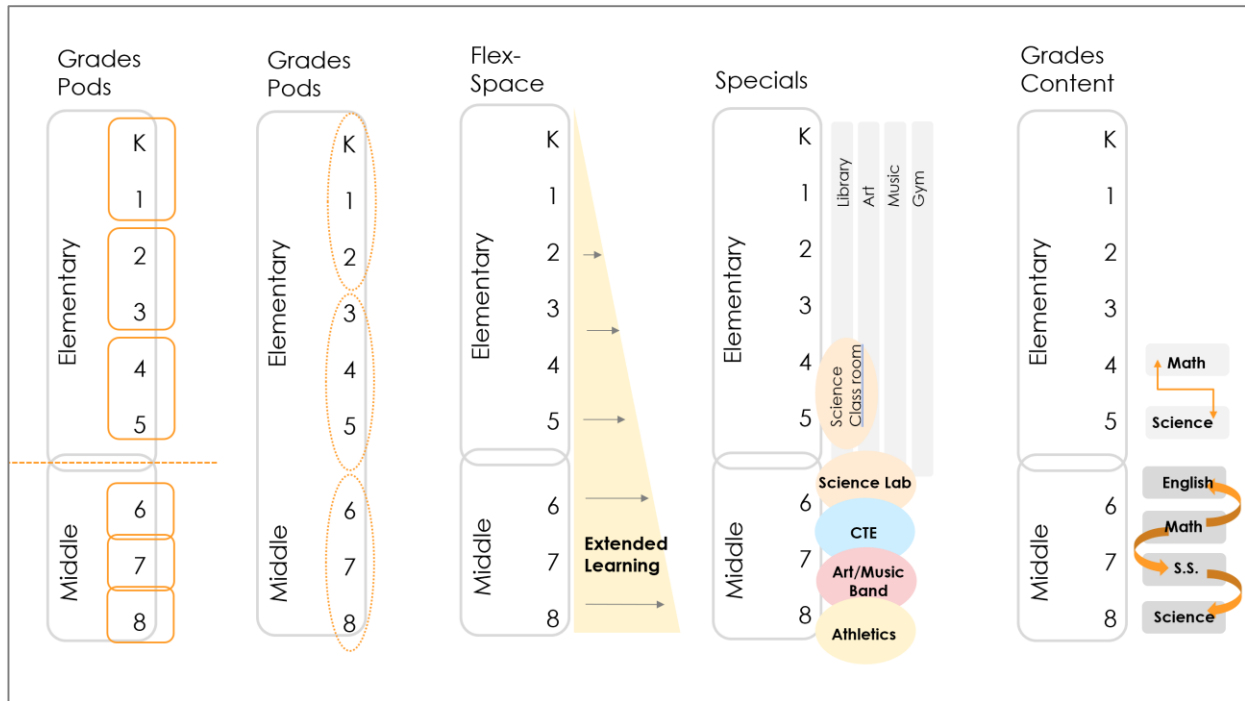 Grades
Pods
Elementary
K
1
2
3
4
5
Middle
6
7
8
Grades
Pods
Elementary
K
1
2
3
4
5
Middle
6
7
8
Flex-
Space
Elementary
K
1
2
3
4
5
Middle
6
7
8
Extended
Learning
Specials
Elementary
K
1
2
3
4
5
Middle
6
7
8
Library
Art
Music
Gym
Science
Class room
Science Lab
CTE
Art/Music
Band
Athletics
Grades
Content
Elementary
K
1
2
3
4
5
Middle
6
7
8
Math
Science
English
Math
S.S.
Science